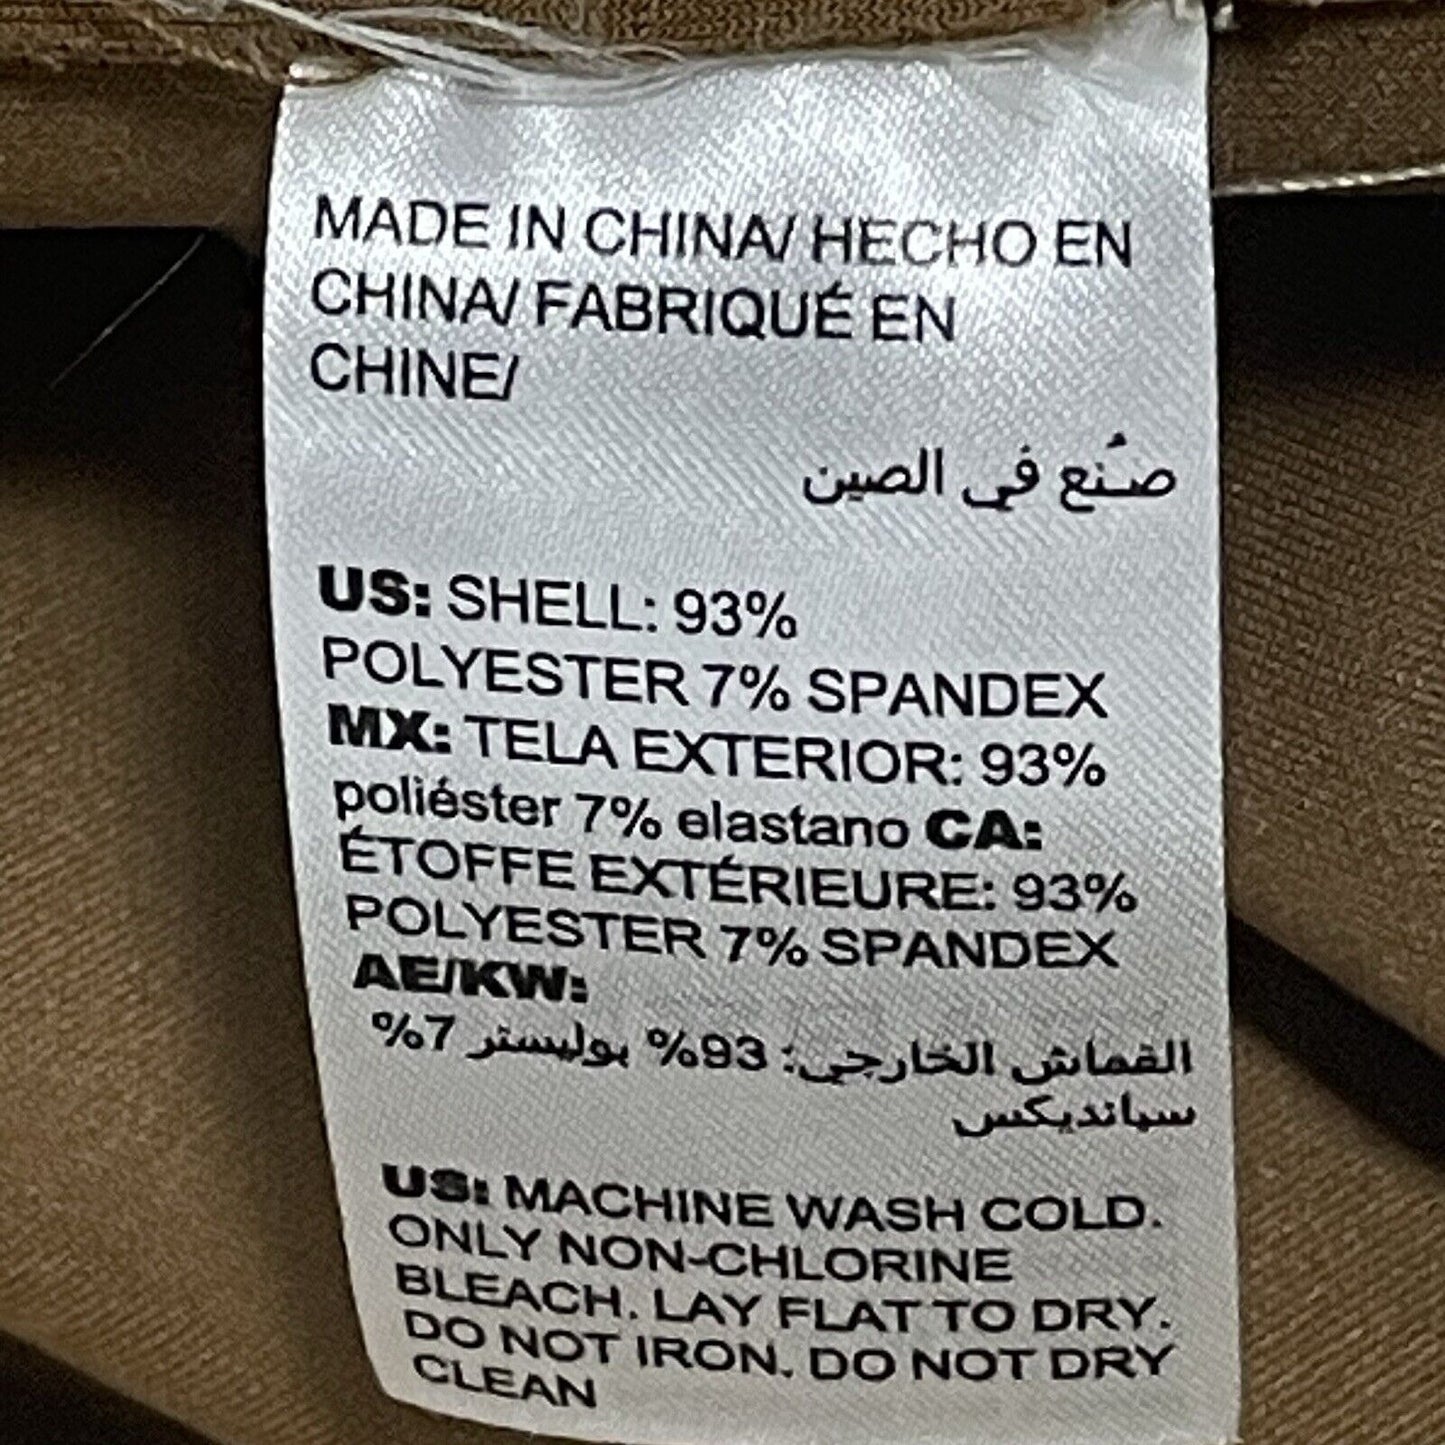 MADE IN CHINA/ HECHO EN
CHINA/ FABRIQUÉ EN
CHINE/
صُنع في الصين
US: SHELL: 93%
POLYESTER 7% SPANDEX
MX: TELA EXTERIOR: 93%
poliéster 7% elastano CA:
ÉTOFFE EXTÉRIEURE: 93%
POLYESTER 7% SPANDEX
AE/KW:
القماش الخارجي: 93% بوليستر 7%
سباندیكس
US: MACHINE WASH COLD.
ONLY NON-CHLORINE
BLEACH. LAY FLAT TO DRY.
DO NOT IRON. DO NOT DRY
CLEAN